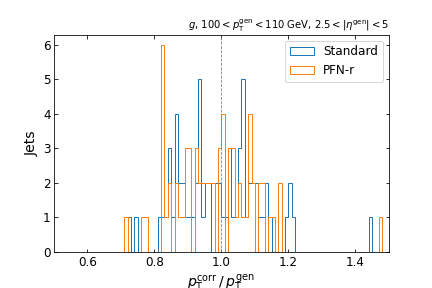 g, 100 < p_T^gen < 110 GeV, 2.5 < |η^gen| < 5
Standard
PFN-r
Jets
6
5
4
3
2
1
0
0.6 0.8 1.0 1.2 1.4
p_T^corr / p_T^gen